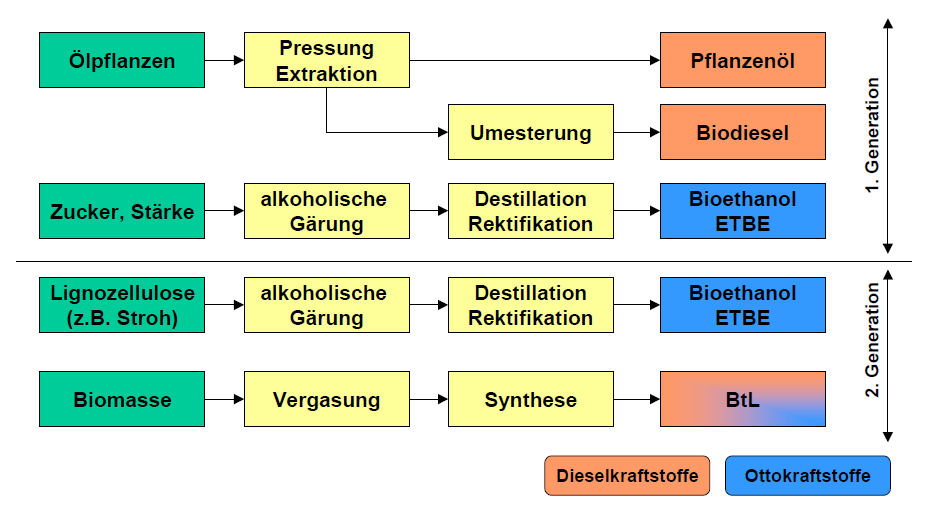 Ölpflanzen
Pressung
Extraktion
Pflanzenöl
Umesterung
Biodiesel
Zucker, Stärke
alkoholische
Gärung
Destillation
Rektifikation
Bioethanol
ETBE
1. Generation
Lignozellulose
(z.B. Stroh)
alkoholische
Gärung
Destillation
Rektifikation
Bioethanol
ETBE
Biomasse
Vergasung
Synthese
BtL
2. Generation
Dieselkraftstoffe
Ottokraftstoffe